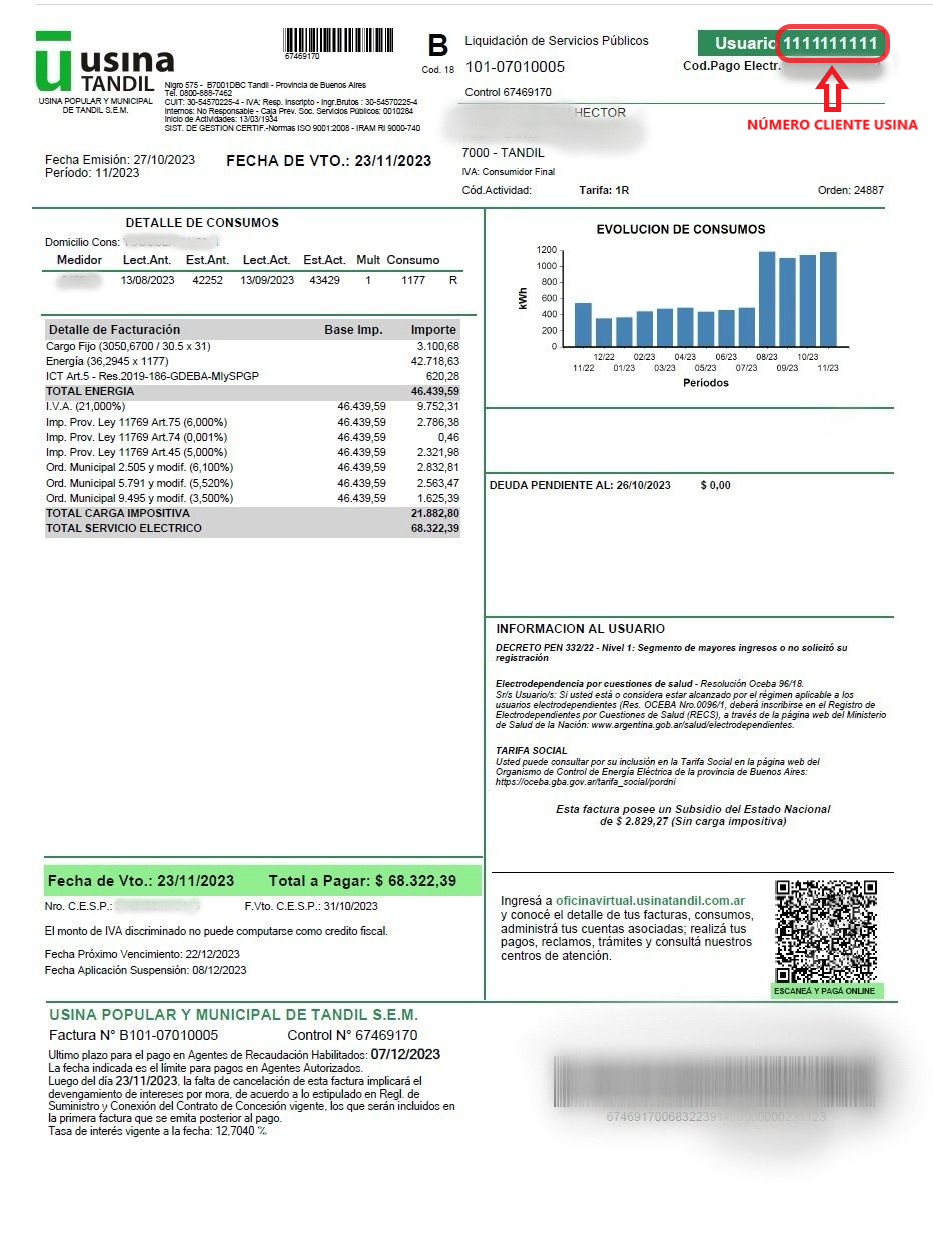 usina
TANDIL
USINA POPULAR Y MUNICIPAL
DE TANDIL S.E.M.
67469170
Nigro 575 - B7001DBC Tandil - Provincia de Buenos Aires
Tel. 0800-888-7462
CUIT: 30-54570225-4 - IVA: Resp. Inscripto - Ingr.Brutos : 30-54570225-4
Internos: No Responsable - Caja Prev. Soc. Servicios Públicos: 0010284
Inicio de Actividades: 13/03/1934
SIST. DE GESTION CERTIF.-Normas ISO 9001:2008 - IRAM RI 9000-740
B
Cod. 18
Liquidación de Servicios Públicos
101-07010005
Control 67469170
Usuario 1111111111
Cod.Pago Electr.
NÚMERO CLIENTE USINA
HECTOR
7000 - TANDIL
IVA: Consumidor Final
Cód.Actividad: Tarifa: 1R Orden: 24887
Fecha Emisión: 27/10/2023 FECHA DE VTO.: 23/11/2023
Período: 11/2023
DETALLE DE CONSUMOS
Domicilio Cons:
Medidor Lect.Ant. Est.Ant. Lect.Act. Est.Act. Mult Consumo
13/08/2023 42252 13/09/2023 43429 1 1177 R
Detalle de Facturación Base Imp. Importe
Cargo Fijo (3050,6700 / 30.5 x 31) 3.100,68
Energía (36,2945 x 1177) 42.718,63
ICT Art.5 - Res.2019-186-GDEBA-MIySPGP 620,28
TOTAL ENERGIA 46.439,59
I.V.A. (21,000%) 46.439,59 9.752,31
Imp. Prov. Ley 11769 Art.75 (6,000%) 46.439,59 2.786,38
Imp. Prov. Ley 11769 Art.74 (0,001%) 46.439,59 0,46
Imp. Prov. Ley 11769 Art.45 (5,000%) 46.439,59 2.321,98
Ord. Municipal 2.505 y modif. (6,100%) 46.439,59 2.832,81
Ord. Municipal 5.791 y modif. (5,520%) 46.439,59 2.563,47
Ord. Municipal 9.495 y modif. (3,500%) 46.439,59 1.625,39
TOTAL CARGA IMPOSITIVA 21.882,80
TOTAL SERVICIO ELECTRICO 68.322,39
EVOLUCION DE CONSUMOS
kWh
1200
1000
800
600
400
200
0
12/22 02/23 04/23 06/23 08/23 10/23
11/22 01/23 03/23 05/23 07/23 09/23 11/23
Períodos
DEUDA PENDIENTE AL: 26/10/2023 $ 0,00
INFORMACION AL USUARIO
DECRETO PEN 332/22 - Nivel 1: Segmento de mayores ingresos o no solicitó su
registración
Electrodependencia por cuestiones de salud - Resolución Oceba 96/18.
Sr/s Usuario/s: Si usted está o considera estar alcanzado por el régimen aplicable a los
usuarios electrodependientes (Res. OCEBA Nro.0096/1, deberá inscribirse en el Registro de
Electrodependientes por Cuestiones de Salud (RECS), a través de la página web del Ministerio
de Salud de la Nación: www.argentina.gob.ar/salud/electrodependientes.
TARIFA SOCIAL
Usted puede consultar por su inclusión en la Tarifa Social en la página web del
Organismo de Control de Energía Eléctrica de la provincia de Buenos Aires:
https://oceba.gba.gov.ar/tarifa_social/pordni
Esta factura posee un Subsidio del Estado Nacional
de $ 2.829,27 (Sin carga impositiva)
Fecha de Vto.: 23/11/2023 Total a Pagar: $ 68.322,39
Nro. C.E.S.P.: F.Vto. C.E.S.P.: 31/10/2023
El monto de IVA discriminado no puede computarse como credito fiscal.
Fecha Próximo Vencimiento: 22/12/2023
Fecha Aplicación Suspensión: 08/12/2023
Ingresá a oficinavirtual.usinatandil.com.ar
y conocé el detalle de tus facturas, consumos,
administrá tus cuentas asociadas; realizá tus
pagos, reclamos, trámites y consultá nuestros
centros de atención.
ESCANEÁ Y PAGÁ ONLINE
USINA POPULAR Y MUNICIPAL DE TANDIL S.E.M.
Factura N° B101-07010005 Control N° 67469170
Ultimo plazo para el pago en Agentes de Recaudación Habilitados: 07/12/2023
La fecha indicada es el límite para pagos en Agentes Autorizados.
Luego del día 23/11/2023, la falta de cancelación de esta factura implicará el
devengamiento de intereses por mora, de acuerdo a lo estipulado en Regl. de
Suministro y Conexión del Contrato de Concesión vigente, los que serán incluidos en
la primera factura que se emita posterior al pago.
Tasa de interés vigente a la fecha: 12,7040 %